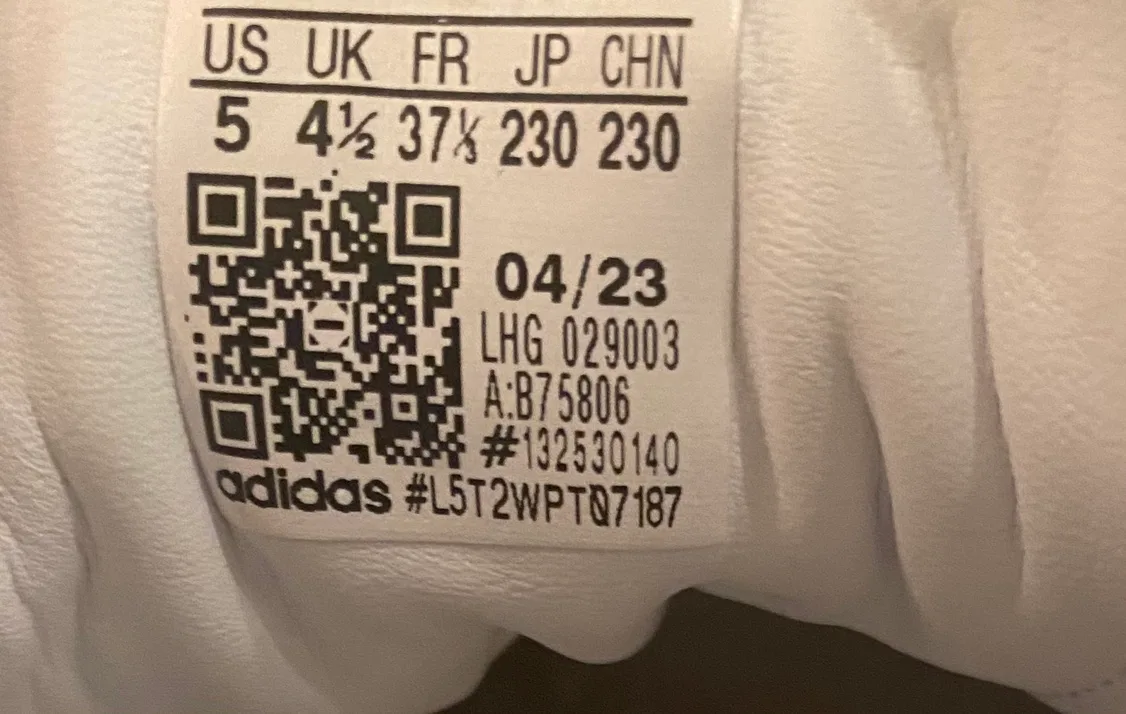 US UK FR JP CHN
5 4½ 37⅓ 230 230
04/23
LHG 029003
A:B75806
#132530140
adidas #L5T2WPTQ7187